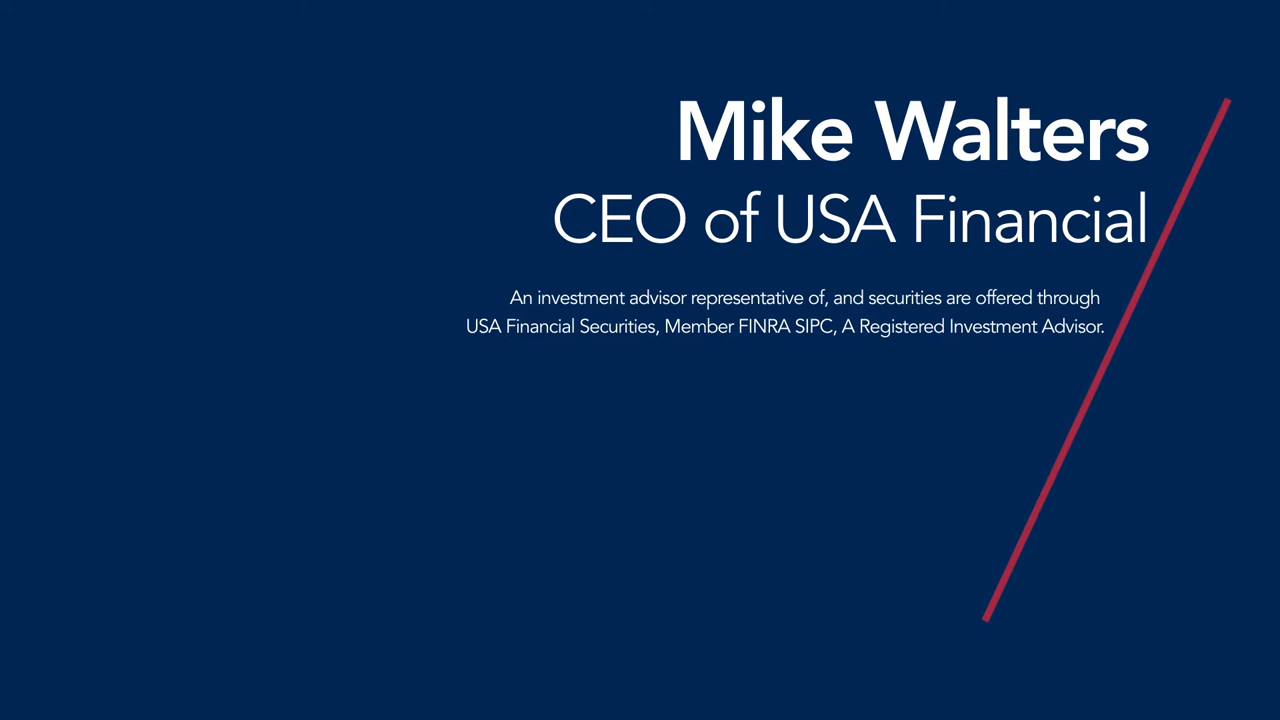 Mike Walters
CEO of USA Financial
An investment advisor representative of, and securities are offered through
USA Financial Securities, Member FINRA SIPC, A Registered Investment Advisor.